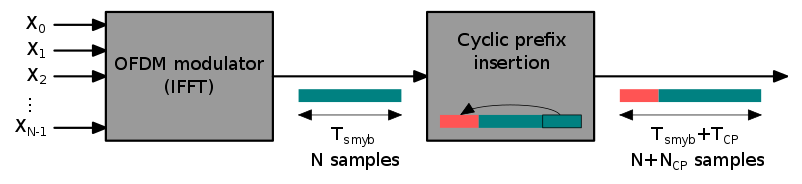 X0
X1
X2
⋮
XN-1
OFDM modulator
(IFFT)
Tsmyb
N samples
Cyclic prefix
insertion
Tsmyb+TCP
N+NCP samples